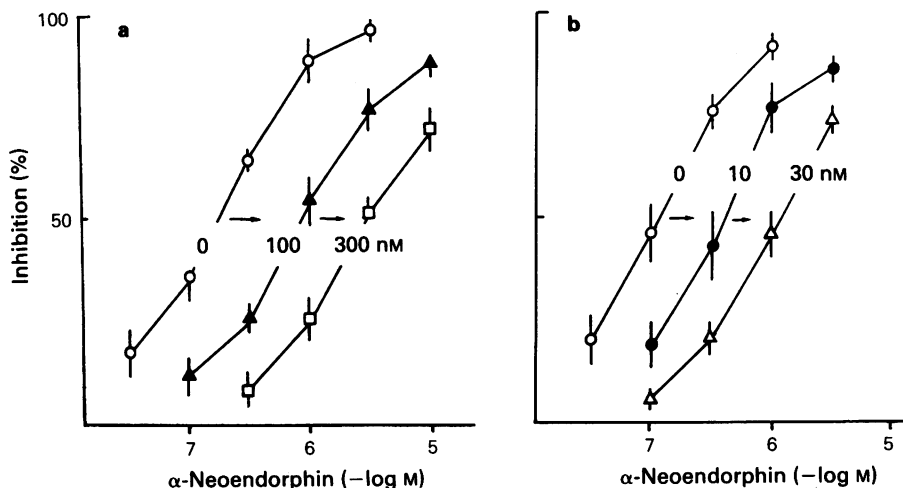 100
a
b
Inhibition (%)
50
0 100 300 nM
0 10 30 nM
7 6 5
7 6 5
α-Neoendorphin (−log M)
α-Neoendorphin (−log M)